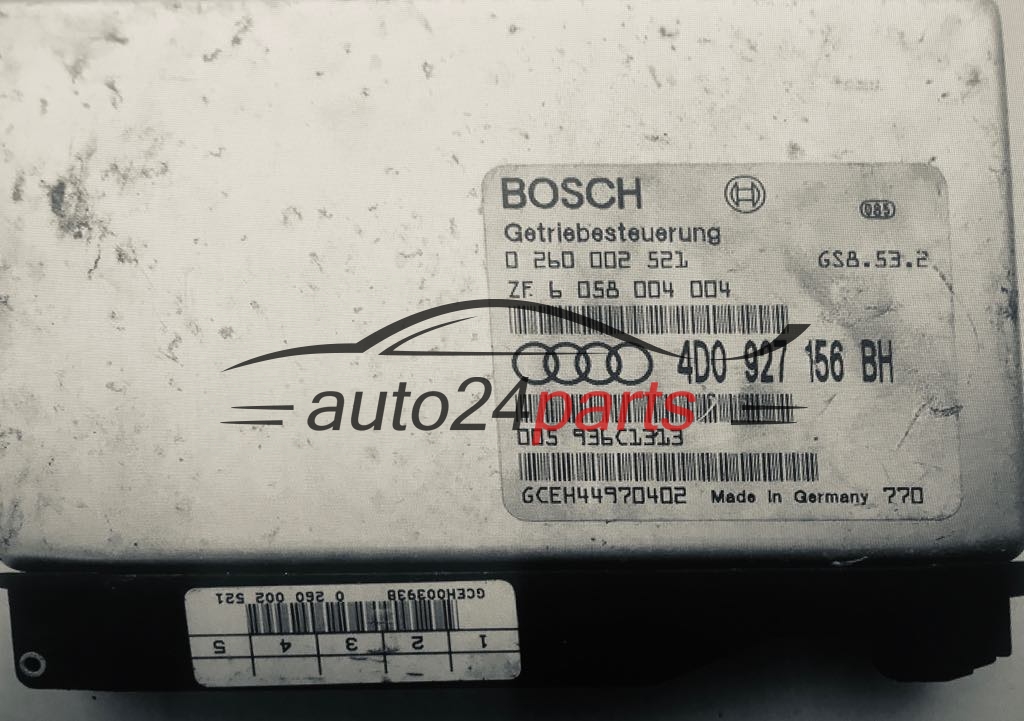 BOSCH
085
Getriebesteuerung
0 260 002 521 GS8.53.2
ZF 6 058 004 004
4D0 927 156 BH
auto24parts
005 936C1313
GCEH44970402 Made In Germany 770
GCEH003938 0 260 002 521
1 2 3 4 5